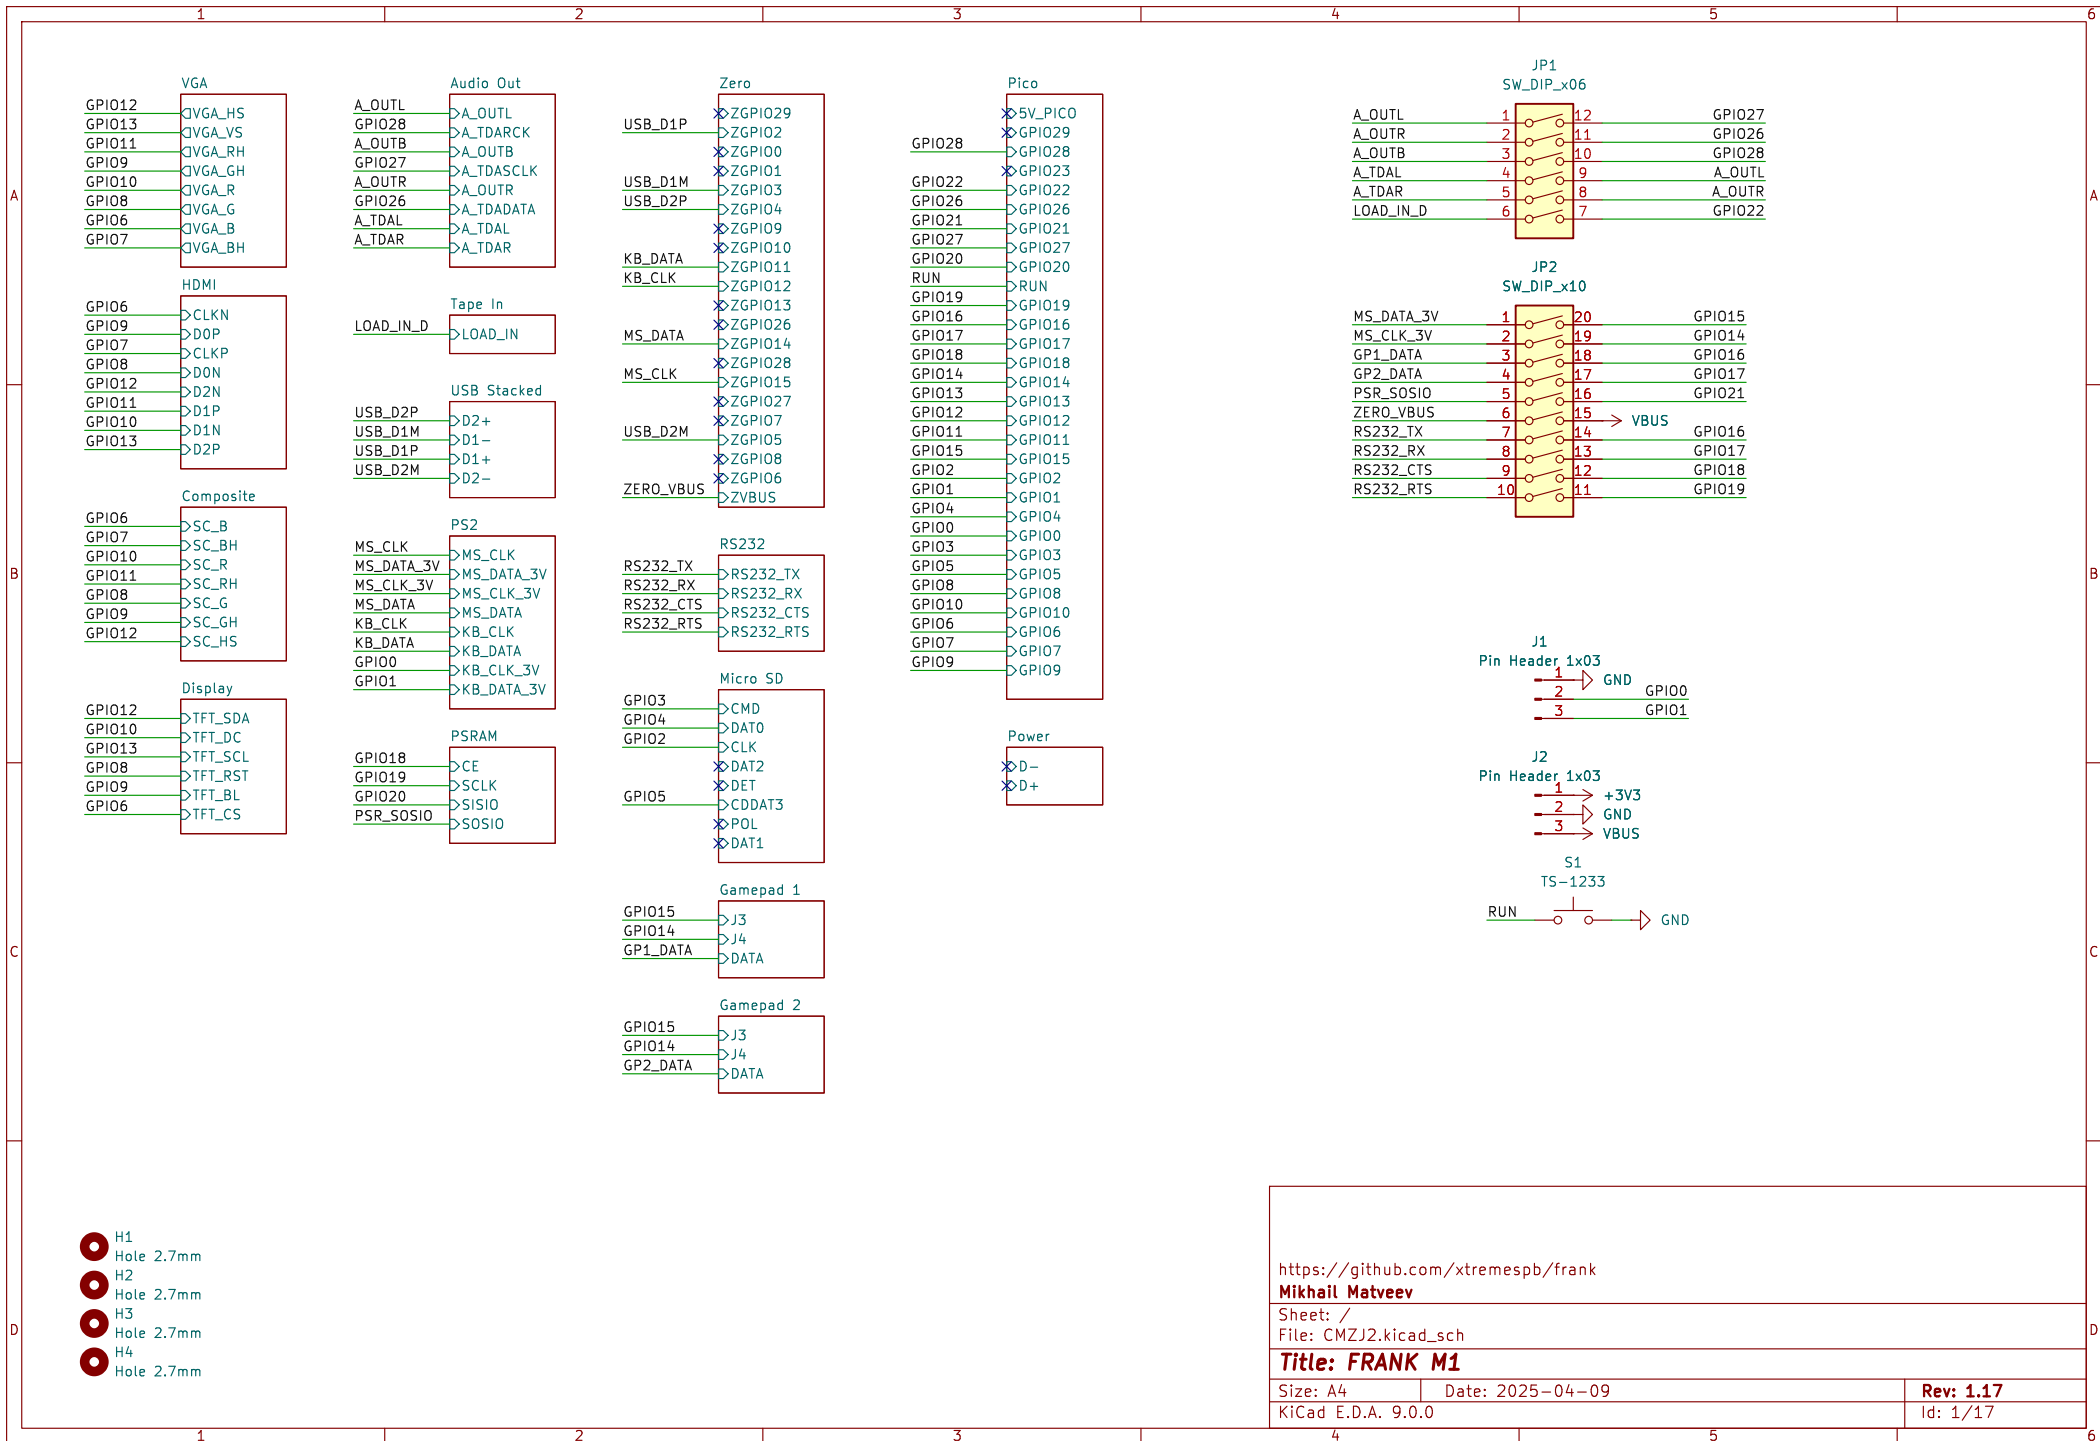 1 2 3 4 5 6
A
B
C
D
VGA
GPIO12 VGA_HS
GPIO13 VGA_VS
GPIO11 VGA_RH
GPIO9 VGA_GH
GPIO10 VGA_R
GPIO8 VGA_G
GPIO6 VGA_B
GPIO7 VGA_BH
HDMI
GPIO6 CLKN
GPIO9 D0P
GPIO7 CLKP
GPIO8 D0N
GPIO12 D2N
GPIO11 D1P
GPIO10 D1N
GPIO13 D2P
Composite
GPIO6 SC_B
GPIO7 SC_BH
GPIO10 SC_R
GPIO11 SC_RH
GPIO8 SC_G
GPIO9 SC_GH
GPIO12 SC_HS
Display
GPIO12 TFT_SDA
GPIO10 TFT_DC
GPIO13 TFT_SCL
GPIO8 TFT_RST
GPIO9 TFT_BL
GPIO6 TFT_CS
Audio Out
A_OUTL A_OUTL
GPIO28 A_TDARCK
A_OUTB A_OUTB
GPIO27 A_TDASCLK
A_OUTR A_OUTR
GPIO26 A_TDADATA
A_TDAL A_TDAL
A_TDAR A_TDAR
Tape In
LOAD_IN_D LOAD_IN
USB Stacked
USB_D2P D2+
USB_D1M D1-
USB_D1P D1+
USB_D2M D2-
PS2
MS_CLK MS_CLK
MS_DATA_3V MS_DATA_3V
MS_CLK_3V MS_CLK_3V
MS_DATA MS_DATA
KB_CLK KB_CLK
KB_DATA KB_DATA
GPIO0 KB_CLK_3V
GPIO1 KB_DATA_3V
PSRAM
GPIO18 CE
GPIO19 SCLK
GPIO20 SISIO
PSR_SOSIO SOSIO
Zero
ZGPIO29
USB_D1P ZGPIO2
ZGPIO0
ZGPIO1
USB_D1M ZGPIO3
USB_D2P ZGPIO4
ZGPIO9
ZGPIO10
KB_DATA ZGPIO11
KB_CLK ZGPIO12
ZGPIO13
ZGPIO26
MS_DATA ZGPIO14
ZGPIO28
MS_CLK ZGPIO15
ZGPIO27
ZGPIO7
USB_D2M ZGPIO5
ZGPIO8
ZGPIO6
ZERO_VBUS ZVBUS
RS232
RS232_TX RS232_TX
RS232_RX RS232_RX
RS232_CTS RS232_CTS
RS232_RTS RS232_RTS
Micro SD
GPIO3 CMD
GPIO4 DAT0
GPIO2 CLK
DAT2
DET
GPIO5 CDDAT3
POL
DAT1
Gamepad 1
GPIO15 J3
GPIO14 J4
GP1_DATA DATA
Gamepad 2
GPIO15 J3
GPIO14 J4
GP2_DATA DATA
Pico
5V_PICO
GPIO29
GPIO28 GPIO28
GPIO23
GPIO22 GPIO22
GPIO26 GPIO26
GPIO21 GPIO21
GPIO27 GPIO27
GPIO20 GPIO20
RUN RUN
GPIO19 GPIO19
GPIO16 GPIO16
GPIO17 GPIO17
GPIO18 GPIO18
GPIO14 GPIO14
GPIO13 GPIO13
GPIO12 GPIO12
GPIO11 GPIO11
GPIO15 GPIO15
GPIO2 GPIO2
GPIO1 GPIO1
GPIO4 GPIO4
GPIO0 GPIO0
GPIO3 GPIO3
GPIO5 GPIO5
GPIO8 GPIO8
GPIO10 GPIO10
GPIO6 GPIO6
GPIO7 GPIO7
GPIO9 GPIO9
Power
D-
D+
JP1
SW_DIP_x06
A_OUTL 1 12 GPIO27
A_OUTR 2 11 GPIO26
A_OUTB 3 10 GPIO28
A_TDAL 4 9 A_OUTL
A_TDAR 5 8 A_OUTR
LOAD_IN_D 6 7 GPIO22
JP2
SW_DIP_x10
MS_DATA_3V 1 20 GPIO15
MS_CLK_3V 2 19 GPIO14
GP1_DATA 3 18 GPIO16
GP2_DATA 4 17 GPIO17
PSR_SOSIO 5 16 GPIO21
ZERO_VBUS 6 15 VBUS
RS232_TX 7 14 GPIO16
RS232_RX 8 13 GPIO17
RS232_CTS 9 12 GPIO18
RS232_RTS 10 11 GPIO19
J1
Pin Header 1x03
1 GND
2 GPIO0
3 GPIO1
J2
Pin Header 1x03
1 +3V3
2 GND
3 VBUS
S1
TS-1233
RUN GND
H1
Hole 2.7mm
H2
Hole 2.7mm
H3
Hole 2.7mm
H4
Hole 2.7mm
https://github.com/xtremespb/frank
Mikhail Matveev
Sheet: /
File: CMZJ2.kicad_sch
Title: FRANK M1
Size: A4 Date: 2025-04-09 Rev: 1.17
KiCad E.D.A. 9.0.0 Id: 1/17
A
B
C
D
1 2 3 4 5 6